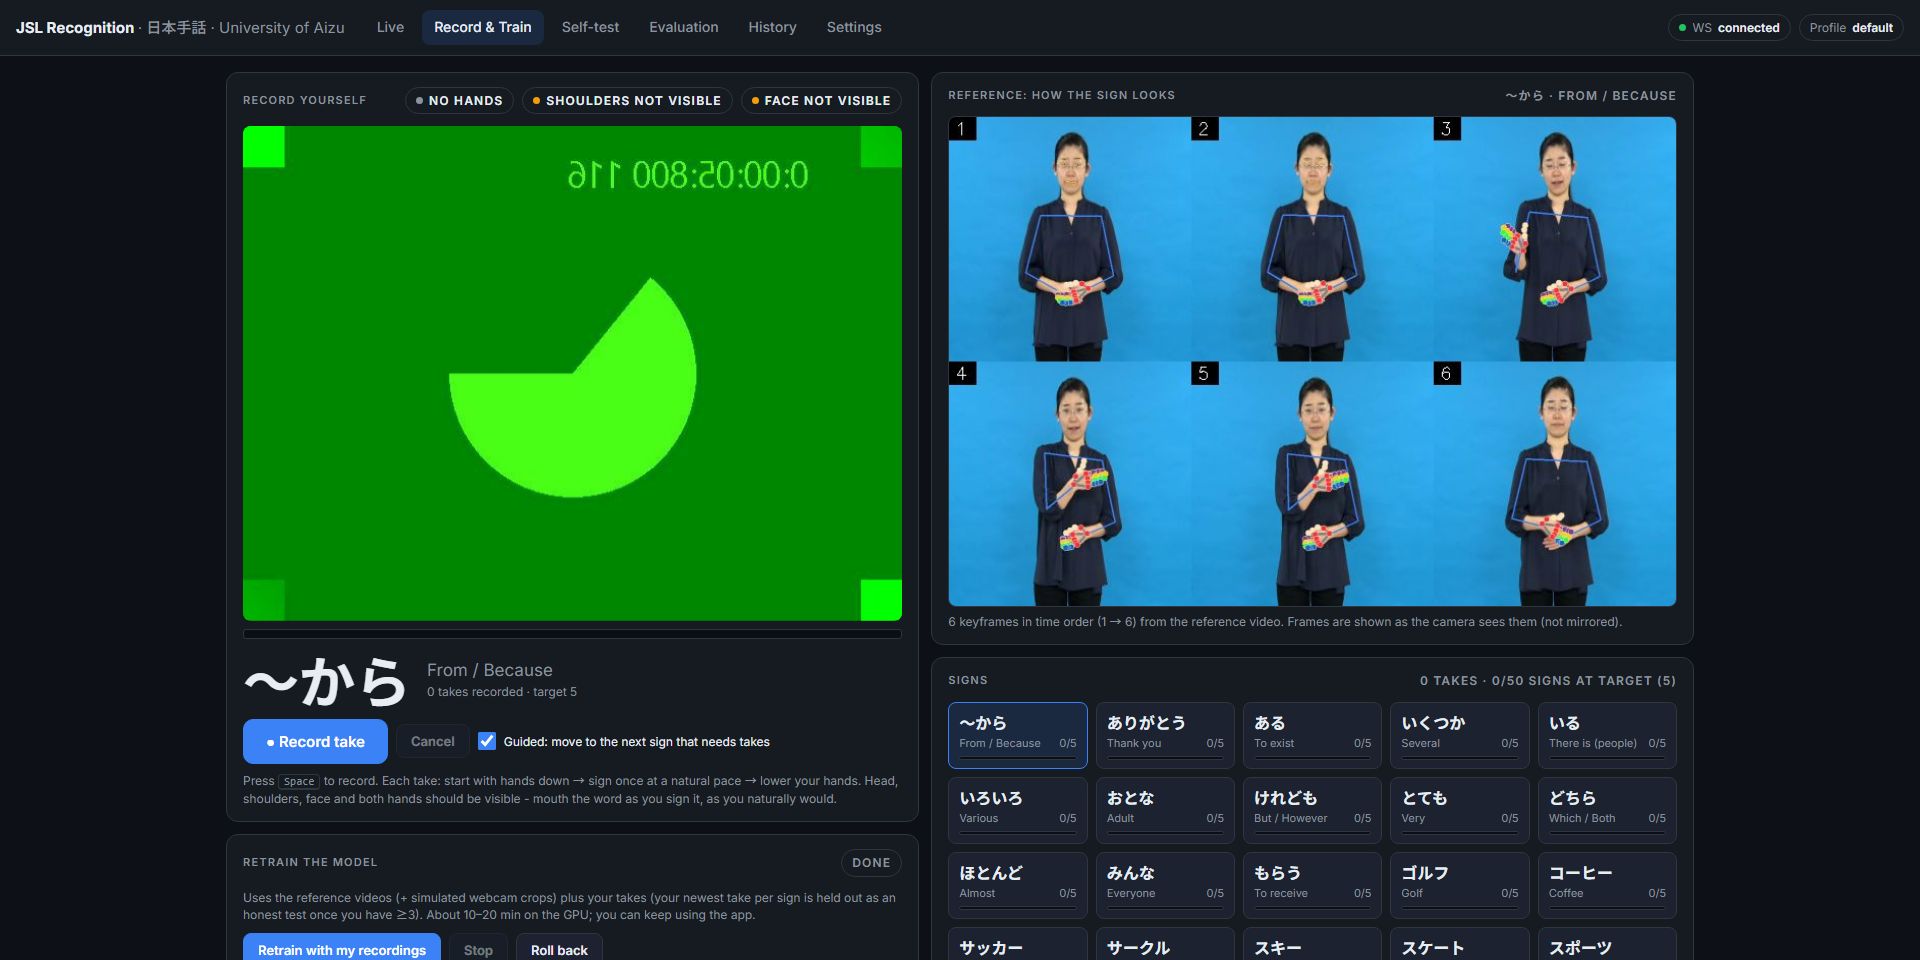 JSL Recognition · 日本手話 · University of Aizu
Live
Record & Train
Self-test
Evaluation
History
Settings
WS connected
Profile default
RECORD YOURSELF
NO HANDS
SHOULDERS NOT VISIBLE
FACE NOT VISIBLE
0:00:05:800 116
〜から
From / Because
0 takes recorded · target 5
● Record take
Cancel
Guided: move to the next sign that needs takes
Press Space to record. Each take: start with hands down → sign once at a natural pace → lower your hands. Head,
shoulders, face and both hands should be visible - mouth the word as you sign it, as you naturally would.
RETRAIN THE MODEL
DONE
Uses the reference videos (+ simulated webcam crops) plus your takes (your newest take per sign is held out as an
honest test once you have ≥3). About 10–20 min on the GPU; you can keep using the app.
Retrain with my recordings
Stop
Roll back
REFERENCE: HOW THE SIGN LOOKS
〜から · FROM / BECAUSE
1
2
3
4
5
6
6 keyframes in time order (1 → 6) from the reference video. Frames are shown as the camera sees them (not mirrored).
SIGNS
0 TAKES · 0/50 SIGNS AT TARGET (5)
〜から
From / Because 0/5
ありがとう
Thank you 0/5
ある
To exist 0/5
いくつか
Several 0/5
いる
There is (people) 0/5
いろいろ
Various 0/5
おとな
Adult 0/5
けれども
But / However 0/5
とても
Very 0/5
どちら
Which / Both 0/5
ほとんど
Almost 0/5
みんな
Everyone 0/5
もらう
To receive 0/5
ゴルフ
Golf 0/5
コーヒー
Coffee 0/5
サッカー
サークル
スキー
スケート
スポーツ